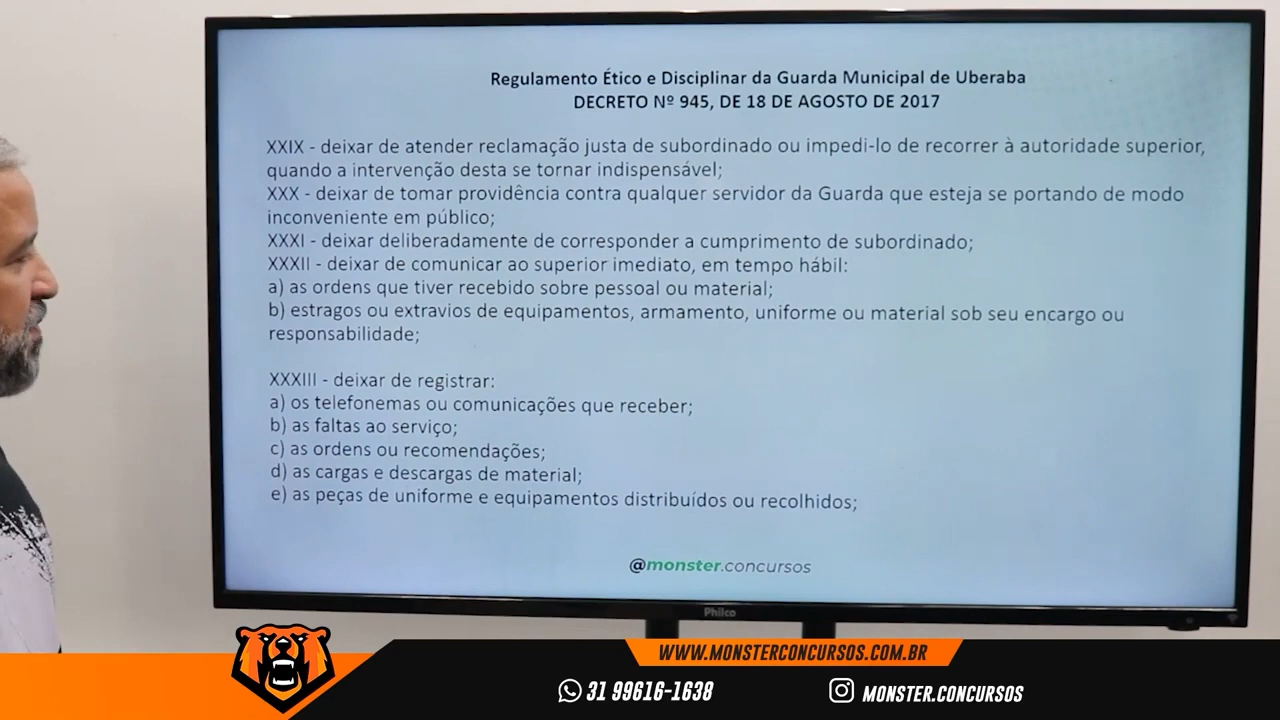 Regulamento Ético e Disciplinar da Guarda Municipal de Uberaba
DECRETO Nº 945, DE 18 DE AGOSTO DE 2017
XXIX - deixar de atender reclamação justa de subordinado ou impedi-lo de recorrer à autoridade superior,
quando a intervenção desta se tornar indispensável;
XXX - deixar de tomar providência contra qualquer servidor da Guarda que esteja se portando de modo
inconveniente em público;
XXXI - deixar deliberadamente de corresponder a cumprimento de subordinado;
XXXII - deixar de comunicar ao superior imediato, em tempo hábil:
a) as ordens que tiver recebido sobre pessoal ou material;
b) estragos ou extravios de equipamentos, armamento, uniforme ou material sob seu encargo ou
responsabilidade;
XXXIII - deixar de registrar:
a) os telefonemas ou comunicações que receber;
b) as faltas ao serviço;
c) as ordens ou recomendações;
d) as cargas e descargas de material;
e) as peças de uniforme e equipamentos distribuídos ou recolhidos;
@monster.concursos
Philco
WWW.MONSTERCONCURSOS.COM.BR
31 99616-1638
MONSTER.CONCURSOS